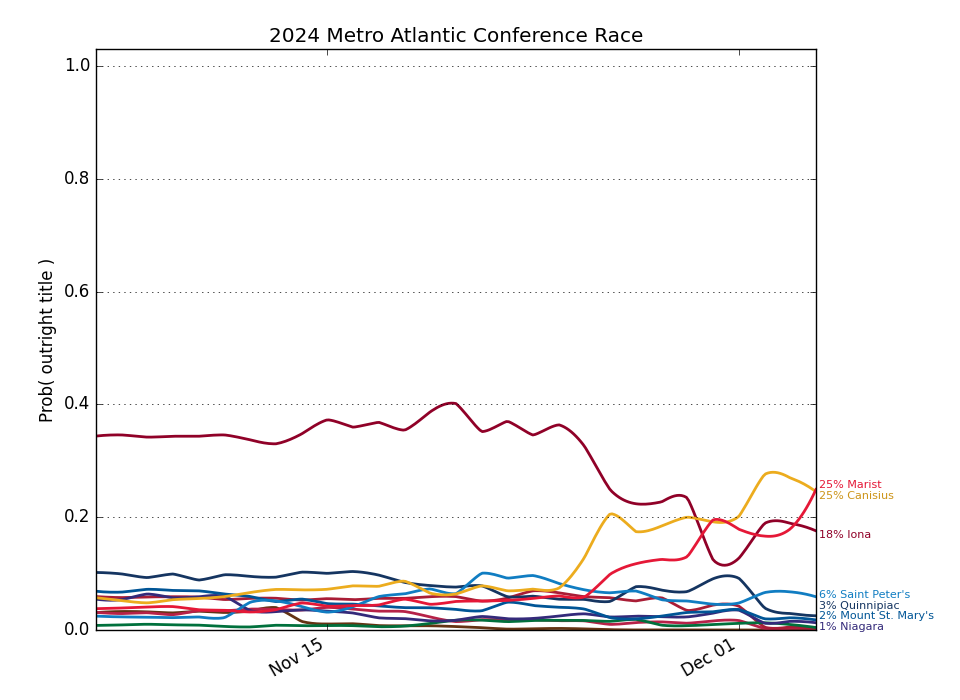 2024 Metro Atlantic Conference Race
1.0
0.8
0.6
0.4
0.2
0.0
Prob( outright title )
Nov 15
Dec 01
25% Marist
25% Canisius
18% Iona
6% Saint Peter's
3% Quinnipiac
2% Mount St. Mary's
1% Niagara